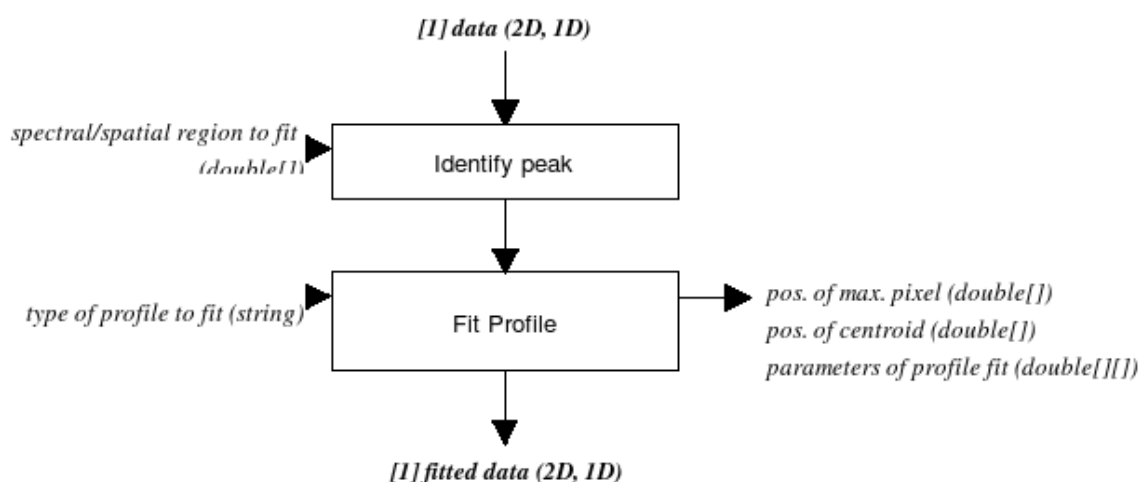 [1] data (2D, 1D)
spectral/spatial region to fit
(double[])
Identify peak
type of profile to fit (string)
Fit Profile
pos. of max. pixel (double[])
pos. of centroid (double[])
parameters of profile fit (double[][])
[1] fitted data (2D, 1D)